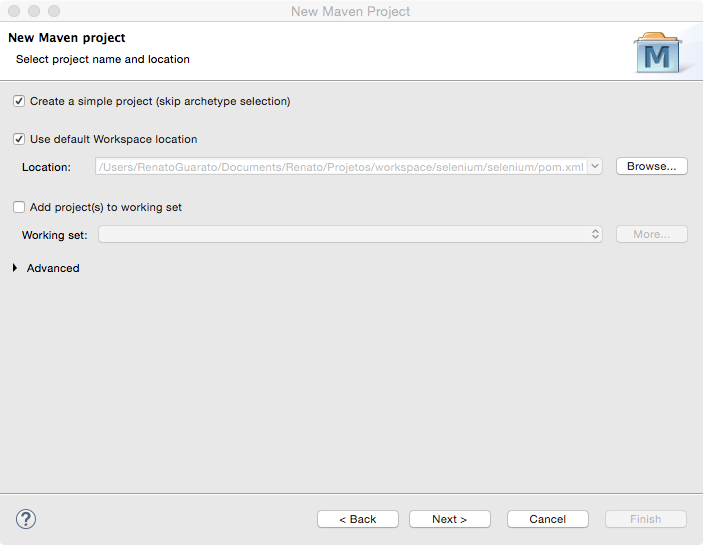 New Maven Project
New Maven project
Select project name and location
M
Create a simple project (skip archetype selection)
Use default Workspace location
Location: /Users/RenatoGuarato/Documents/Renato/Projetos/workspace/selenium/selenium/pom.xml Browse...
Add project(s) to working set
Working set: More...
Advanced
? < Back Next > Cancel Finish